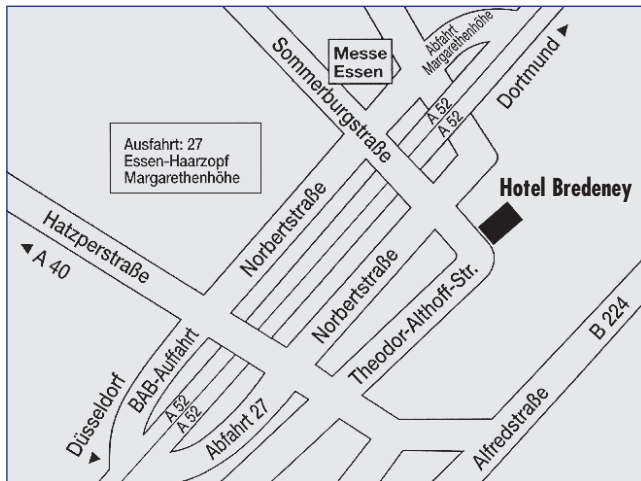 Sommerburgstraße
Messe
Essen
Abfahrt
Margarethenhöhe
Dortmund
A 52
A 52
Ausfahrt: 27
Essen-Haarzopf
Margarethenhöhe
Hotel Bredeney
Hatzperstraße
A 40
Norbertstraße
Norbertstraße
Theodor-Althoff-Str.
B 224
Alfredstraße
BAB-Auffahrt
Düsseldorf
A 52
A 52
Abfahrt 27